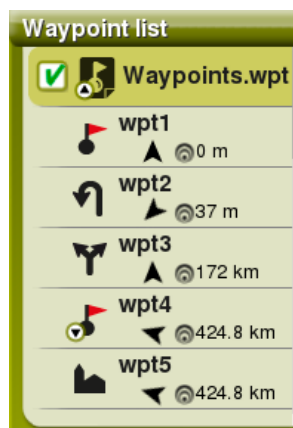 Waypoint list
Waypoints.wpt
wpt1
0 m
wpt2
37 m
wpt3
172 km
wpt4
424.8 km
wpt5
424.8 km